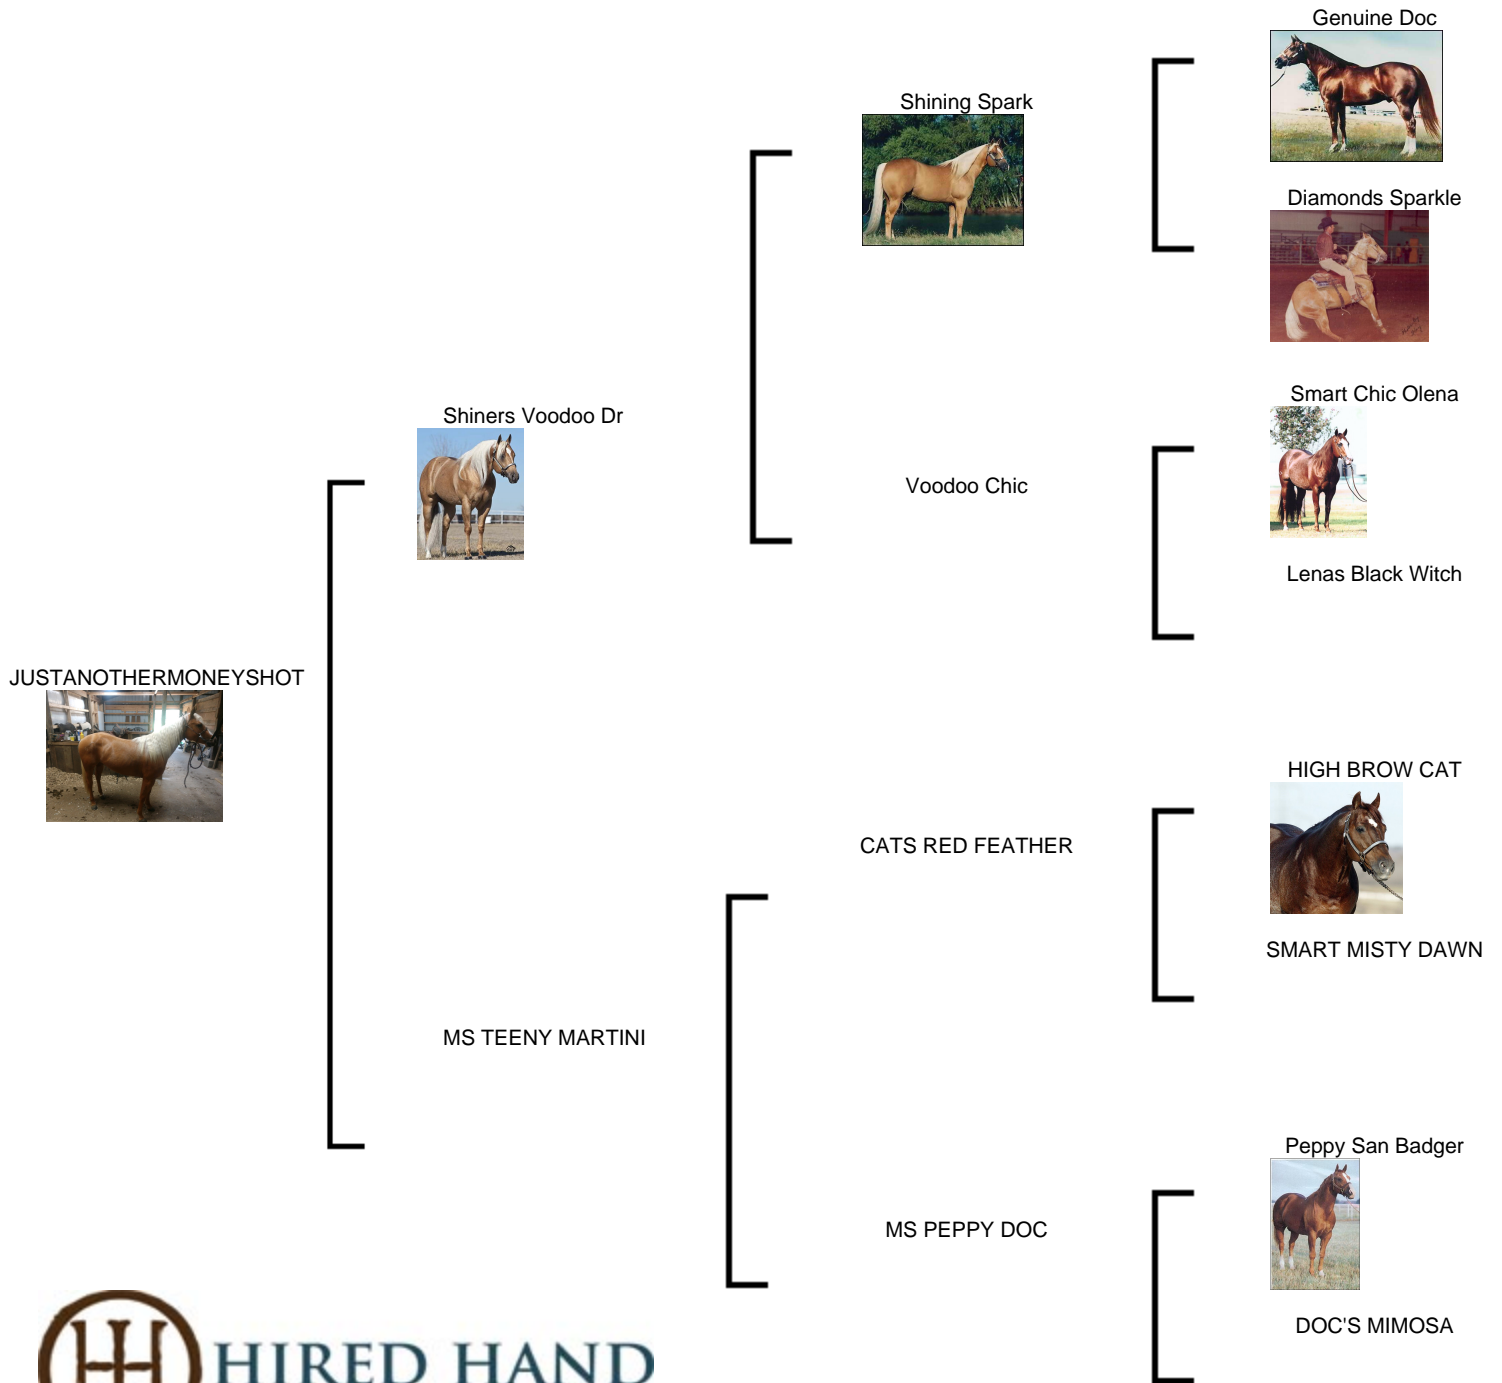 Genuine Doc
Shining Spark
Diamonds Sparkle
Smart Chic Olena
Shiners Voodoo Dr
Voodoo Chic
Lenas Black Witch
JUSTANOTHERMONEYSHOT
HIGH BROW CAT
CATS RED FEATHER
SMART MISTY DAWN
MS TEENY MARTINI
Peppy San Badger
MS PEPPY DOC
DOC'S MIMOSA
HIRED HAND